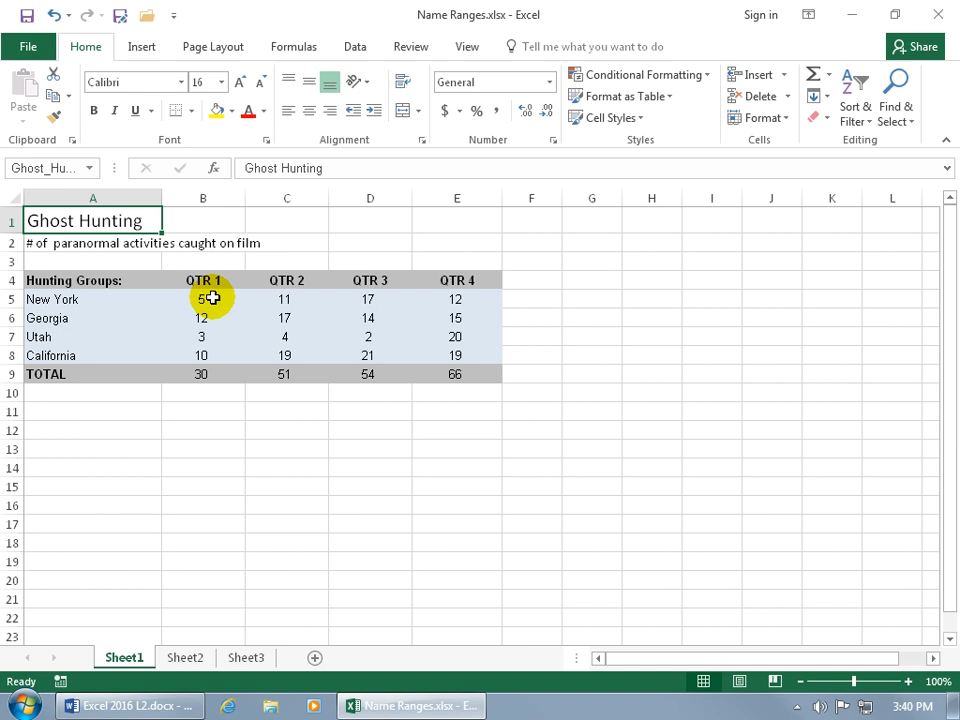 Name Ranges.xlsx - Excel
Sign in
File Home Insert Page Layout Formulas Data Review View Tell me what you want to do Share
Calibri 16 General
Conditional Formatting
Format as Table
Cell Styles
Insert
Delete
Format
Paste
B I U A
$ % ,
Sort & Filter
Find & Select
Clipboard Font Alignment Number Styles Cells Editing
Ghost_Hu... fx Ghost Hunting
A B C D E F G H I J K L
1 Ghost Hunting
2 # of paranormal activities caught on film
3
4 Hunting Groups: QTR 1 QTR 2 QTR 3 QTR 4
5 New York 5 11 17 12
6 Georgia 12 17 14 15
7 Utah 3 4 2 20
8 California 10 19 21 19
9 TOTAL 30 51 54 66
10
11
12
13
14
15
16
17
18
19
20
21
22
23
Sheet1 Sheet2 Sheet3
Ready 100%
Excel 2016 L2.docx - ... Name Ranges.xlsx - E... 3:40 PM